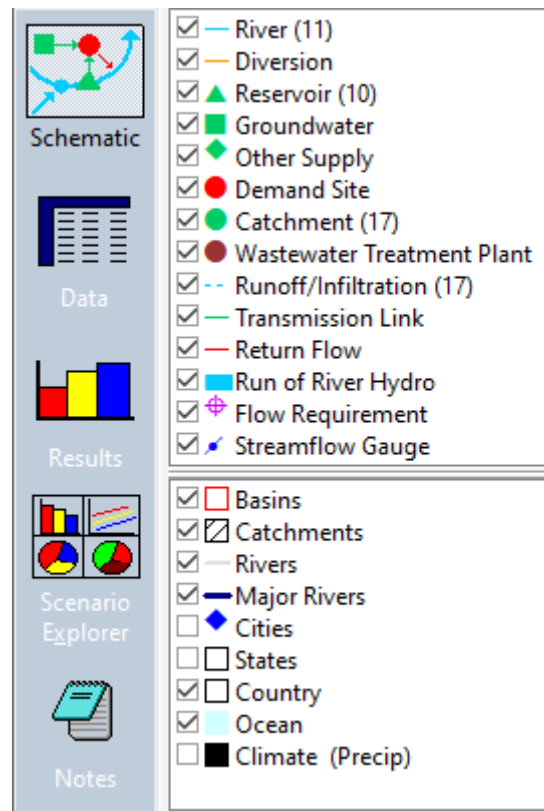 Schematic
Data
Results
Scenario
Explorer
Notes
River (11)
Diversion
Reservoir (10)
Groundwater
Other Supply
Demand Site
Catchment (17)
Wastewater Treatment Plant
Runoff/Infiltration (17)
Transmission Link
Return Flow
Run of River Hydro
Flow Requirement
Streamflow Gauge
Basins
Catchments
Rivers
Major Rivers
Cities
States
Country
Ocean
Climate (Precip)